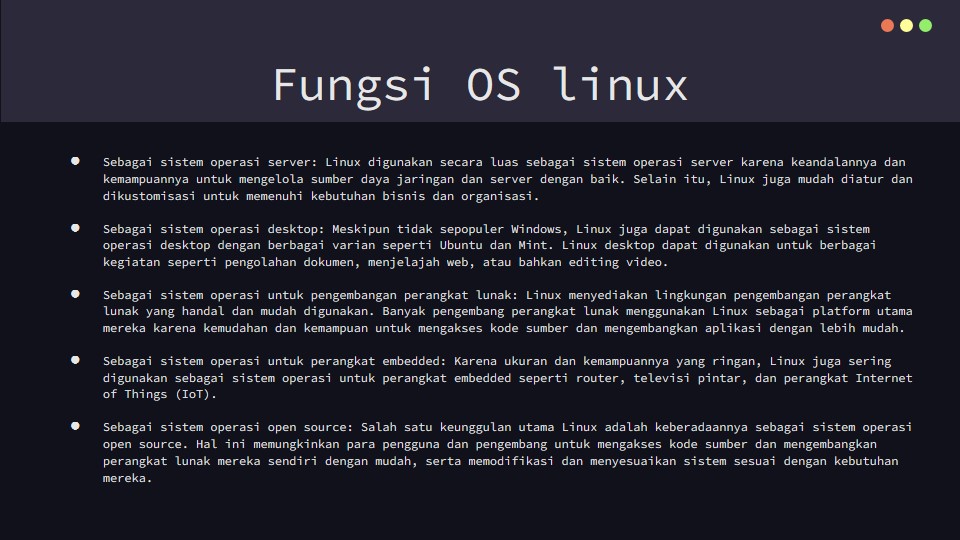 Fungsi OS linux
● Sebagai sistem operasi server: Linux digunakan secara luas sebagai sistem operasi server karena keandalannya dan
kemampuannya untuk mengelola sumber daya jaringan dan server dengan baik. Selain itu, Linux juga mudah diatur dan
dikustomisasi untuk memenuhi kebutuhan bisnis dan organisasi.
● Sebagai sistem operasi desktop: Meskipun tidak sepopuler Windows, Linux juga dapat digunakan sebagai sistem
operasi desktop dengan berbagai varian seperti Ubuntu dan Mint. Linux desktop dapat digunakan untuk berbagai
kegiatan seperti pengolahan dokumen, menjelajah web, atau bahkan editing video.
● Sebagai sistem operasi untuk pengembangan perangkat lunak: Linux menyediakan lingkungan pengembangan perangkat
lunak yang handal dan mudah digunakan. Banyak pengembang perangkat lunak menggunakan Linux sebagai platform utama
mereka karena kemudahan dan kemampuan untuk mengakses kode sumber dan mengembangkan aplikasi dengan lebih mudah.
● Sebagai sistem operasi untuk perangkat embedded: Karena ukuran dan kemampuannya yang ringan, Linux juga sering
digunakan sebagai sistem operasi untuk perangkat embedded seperti router, televisi pintar, dan perangkat Internet
of Things (IoT).
● Sebagai sistem operasi open source: Salah satu keunggulan utama Linux adalah keberadaannya sebagai sistem operasi
open source. Hal ini memungkinkan para pengguna dan pengembang untuk mengakses kode sumber dan mengembangkan
perangkat lunak mereka sendiri dengan mudah, serta memodifikasi dan menyesuaikan sistem sesuai dengan kebutuhan
mereka.